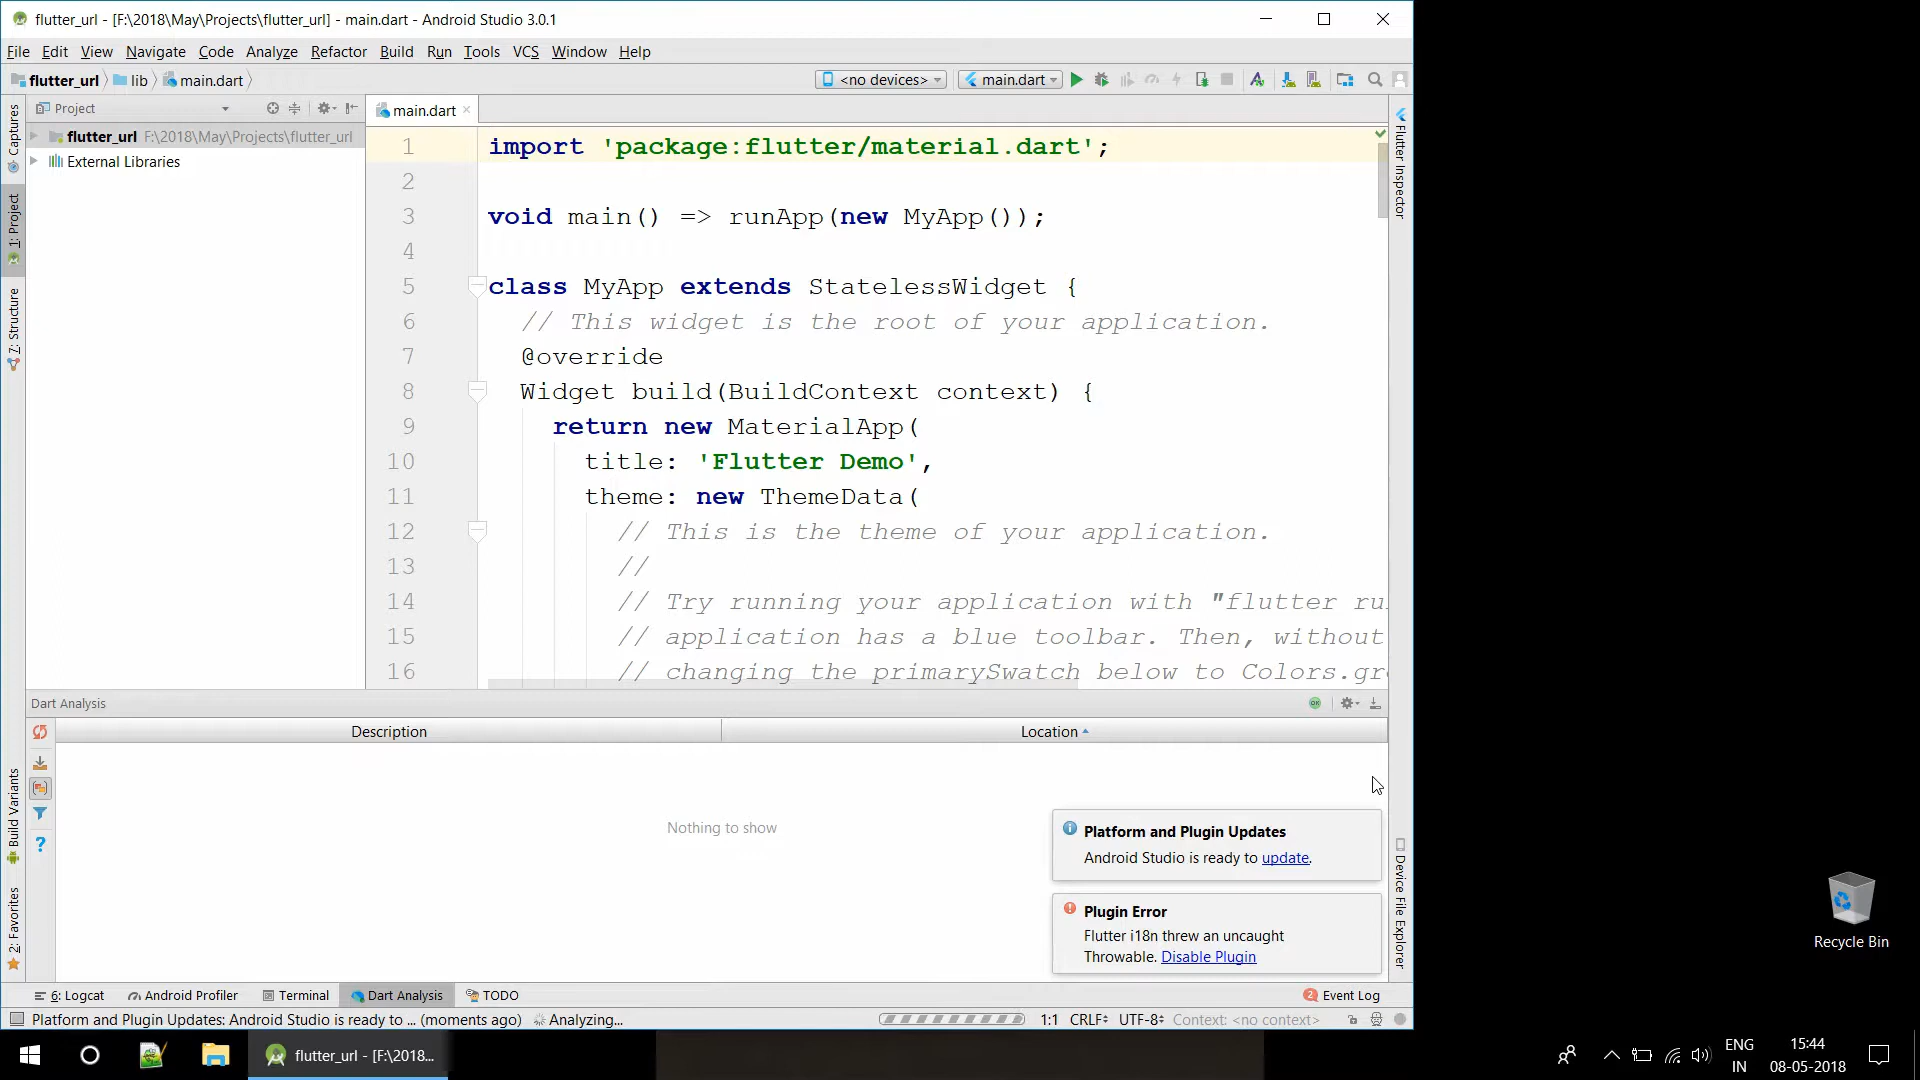 flutter_url - [F:\2018\May\Projects\flutter_url] - main.dart - Android Studio 3.0.1
File Edit View Navigate Code Analyze Refactor Build Run Tools VCS Window Help
flutter_url lib main.dart <no devices> main.dart
Project
main.dart
flutter_url F:\2018\May\Projects\flutter_url
External Libraries
Captures
1: Project
7: Structure
Build Variants
2: Favorites
1 import 'package:flutter/material.dart';
2
3 void main() => runApp(new MyApp());
4
5 class MyApp extends StatelessWidget {
6 // This widget is the root of your application.
7 @override
8 Widget build(BuildContext context) {
9 return new MaterialApp(
10 title: 'Flutter Demo',
11 theme: new ThemeData(
12 // This is the theme of your application.
13 //
14 // Try running your application with "flutter ru
15 // application has a blue toolbar. Then, without
16 // changing the primarySwatch below to Colors.gr
Flutter Inspector
Device File Explorer
Dart Analysis
OK
Description Location
Nothing to show
?
Platform and Plugin Updates
Android Studio is ready to update.
Plugin Error
Flutter i18n threw an uncaught
Throwable. Disable Plugin
6: Logcat Android Profiler Terminal Dart Analysis TODO 2 Event Log
Platform and Plugin Updates: Android Studio is ready to ... (moments ago) Analyzing... 1:1 CRLF UTF-8 Context: <no context>
Recycle Bin
flutter_url - [F:\2018...
ENG
IN
15:44
08-05-2018